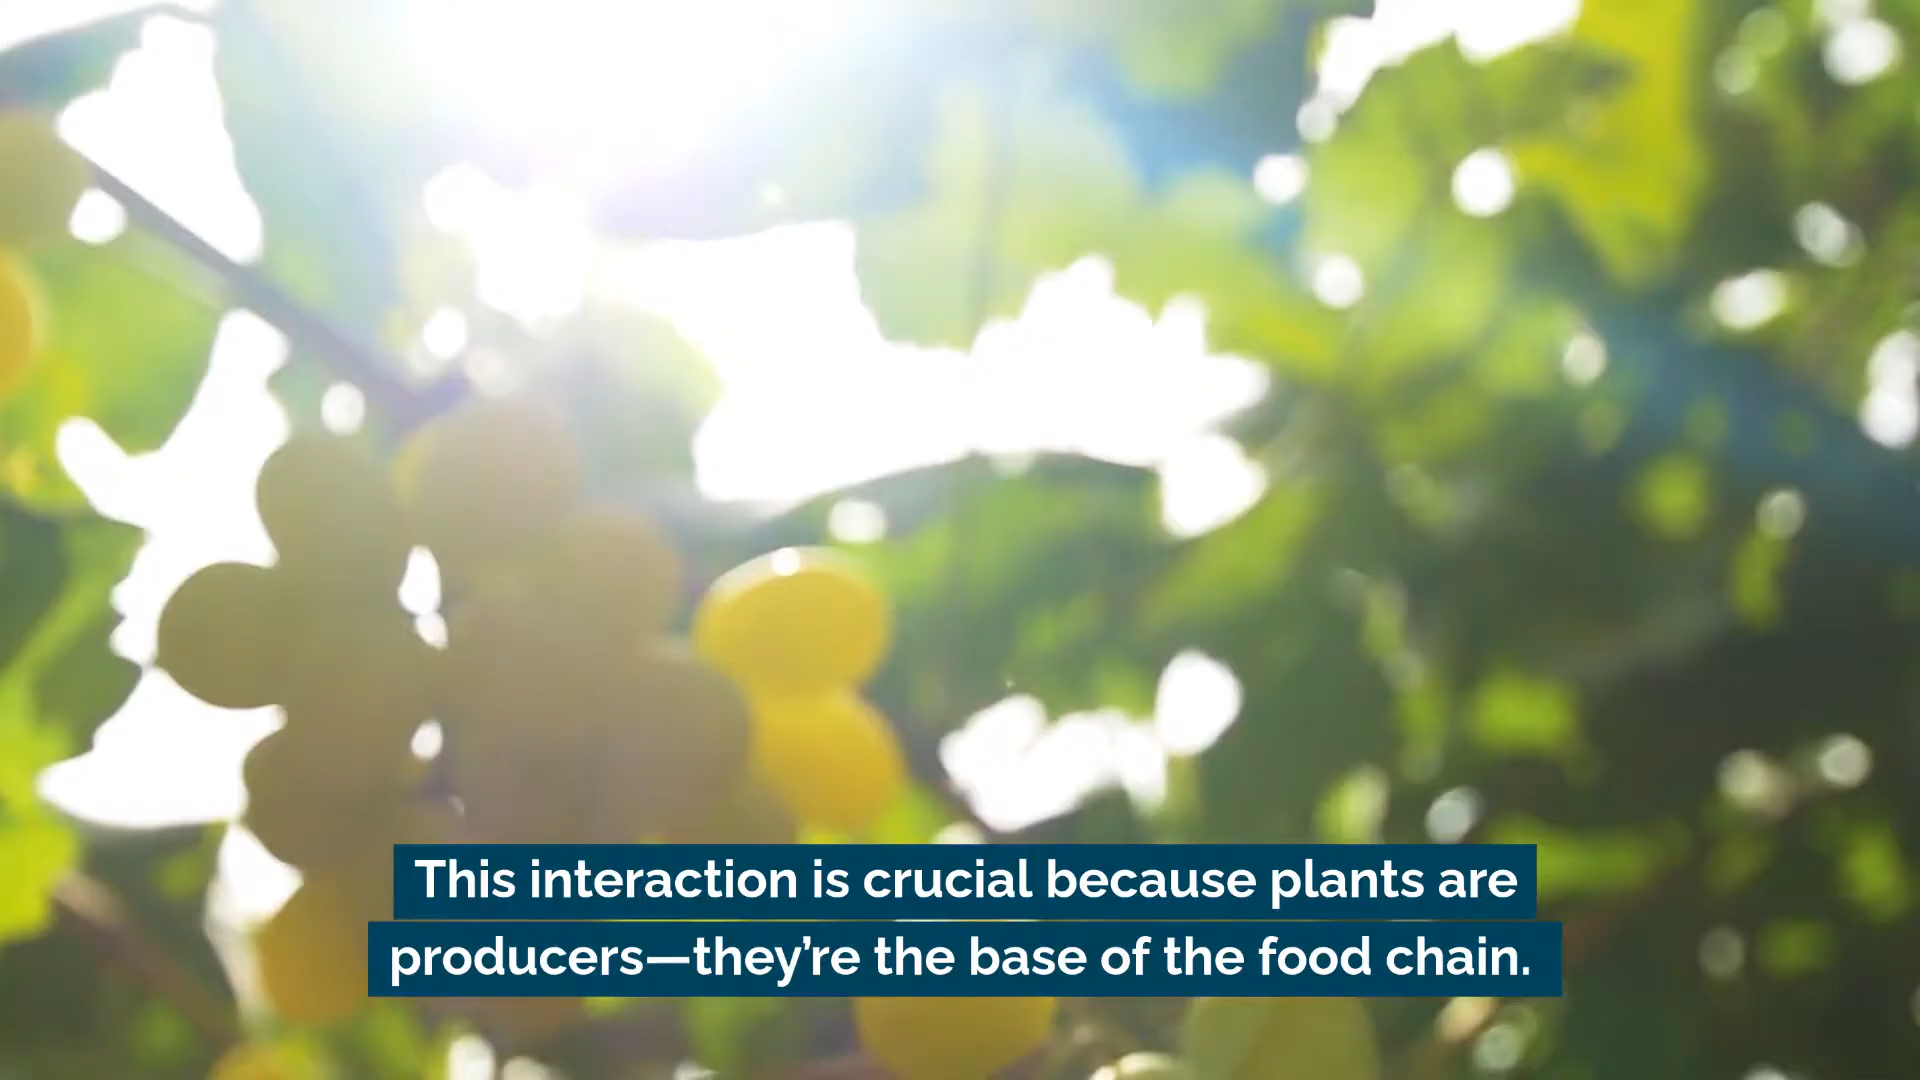 This interaction is crucial because plants are
producers—they’re the base of the food chain.